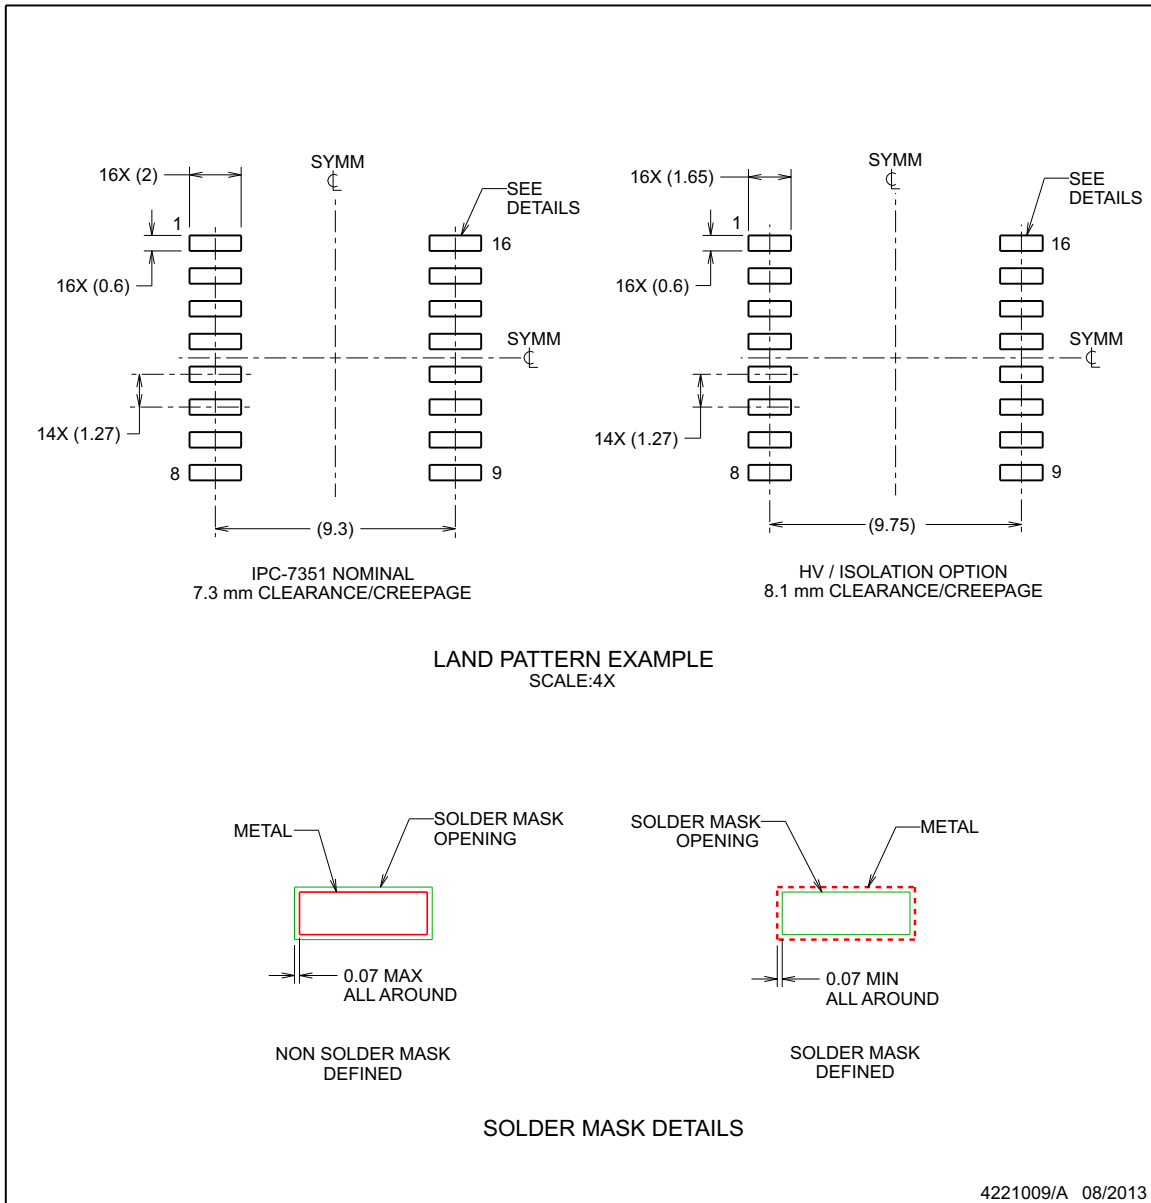 SYMM
℄
16X (2)
SEE
DETAILS
1
16
16X (0.6)
SYMM
℄
14X (1.27)
8
9
(9.3)
IPC-7351 NOMINAL
7.3 mm CLEARANCE/CREEPAGE
SYMM
℄
16X (1.65)
SEE
DETAILS
1
16
16X (0.6)
SYMM
℄
14X (1.27)
8
9
(9.75)
HV / ISOLATION OPTION
8.1 mm CLEARANCE/CREEPAGE
LAND PATTERN EXAMPLE
SCALE:4X
METAL
SOLDER MASK
OPENING
0.07 MAX
ALL AROUND
NON SOLDER MASK
DEFINED
SOLDER MASK
OPENING
METAL
0.07 MIN
ALL AROUND
SOLDER MASK
DEFINED
SOLDER MASK DETAILS
4221009/A 08/2013